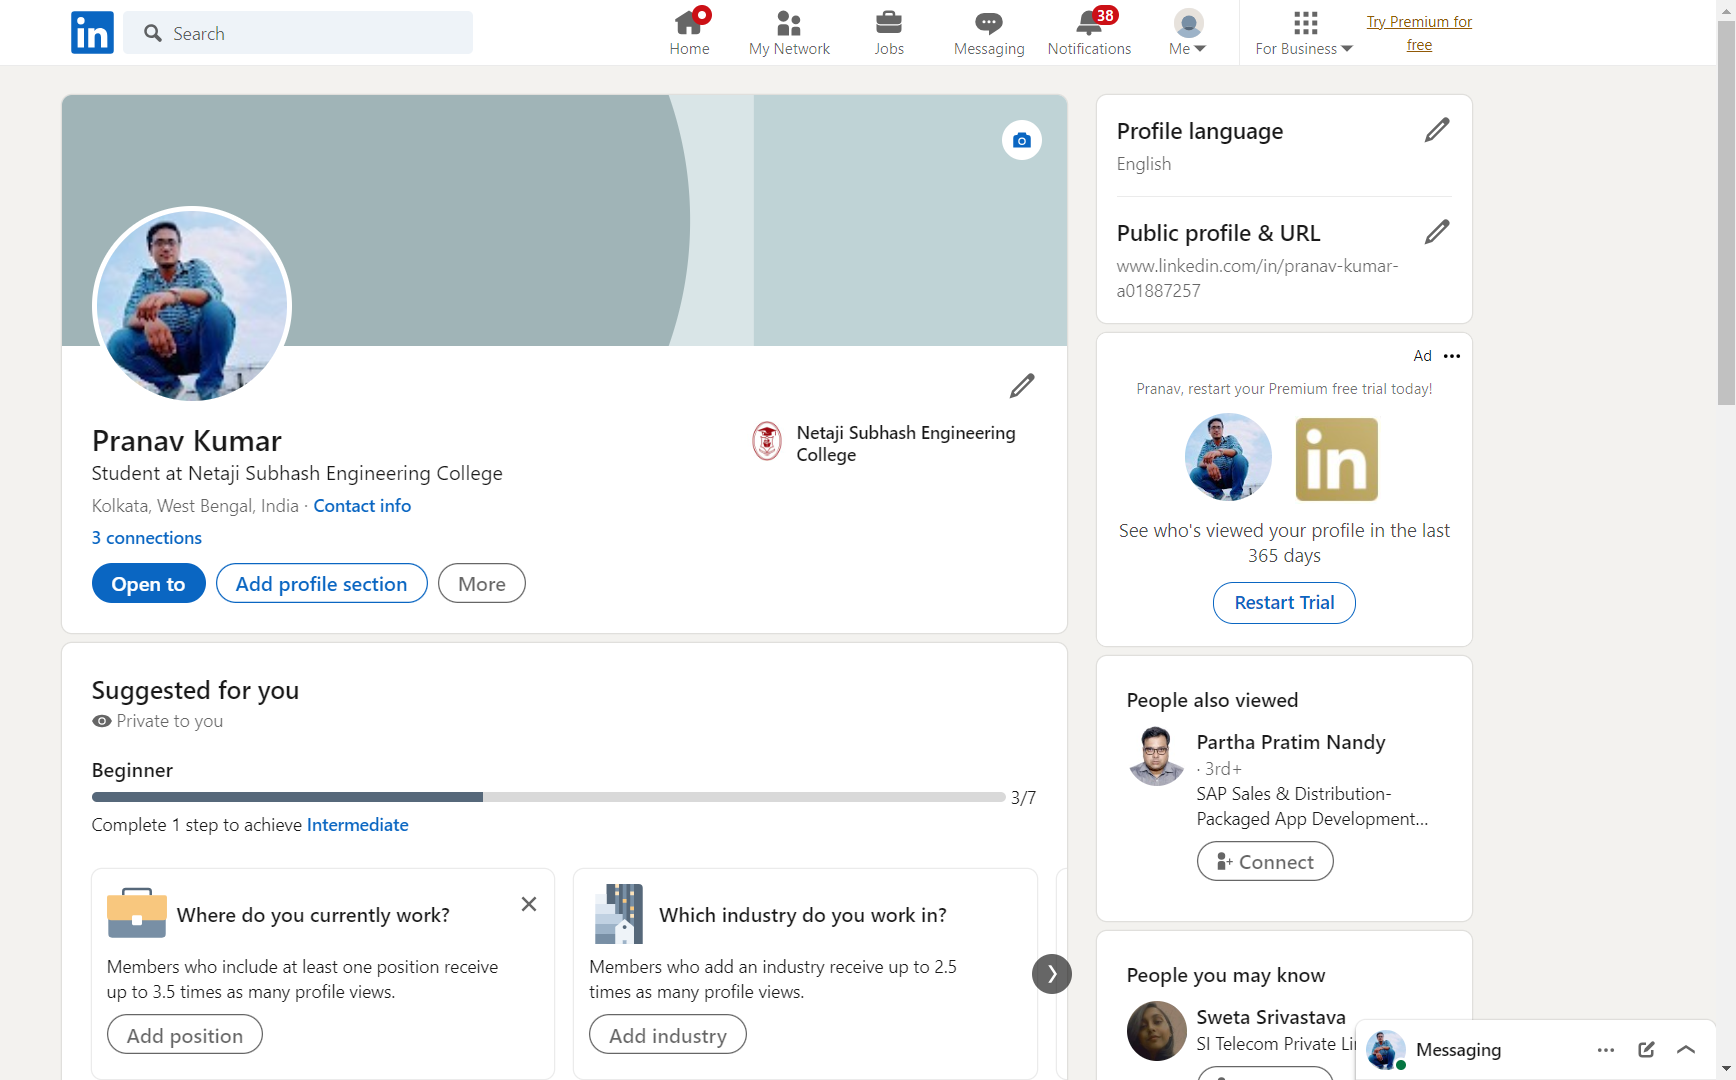 in
Search
Home
My Network
Jobs
Messaging
38
Notifications
Me
For Business
Try Premium for
free
Pranav Kumar
Student at Netaji Subhash Engineering College
Kolkata, West Bengal, India · Contact info
3 connections
Open to
Add profile section
More
Netaji Subhash Engineering
College
Suggested for you
Private to you
Beginner
3/7
Complete 1 step to achieve Intermediate
Where do you currently work?
Members who include at least one position receive
up to 3.5 times as many profile views.
Add position
Which industry do you work in?
Members who add an industry receive up to 2.5
times as many profile views.
Add industry
Profile language
English
Public profile & URL
www.linkedin.com/in/pranav-kumar-
a01887257
Ad
Pranav, restart your Premium free trial today!
in
See who's viewed your profile in the last
365 days
Restart Trial
People also viewed
Partha Pratim Nandy
· 3rd+
SAP Sales & Distribution-
Packaged App Development...
Connect
People you may know
Sweta Srivastava
SI Telecom Private
Messaging